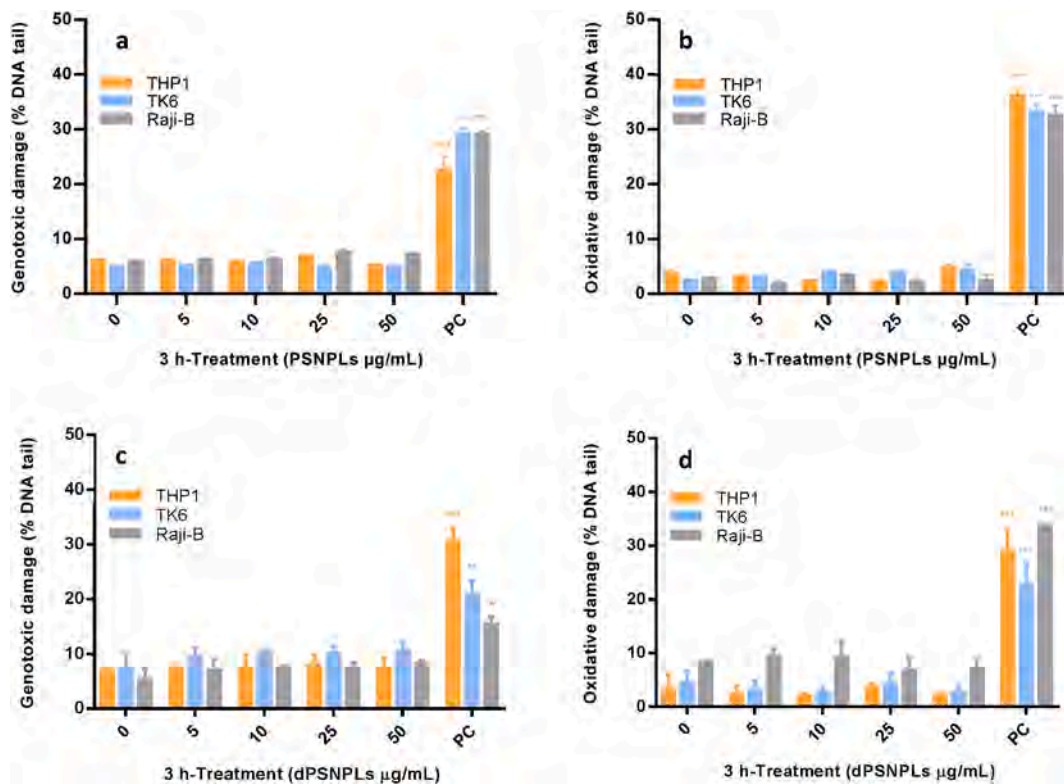 a
50
40
30
20
10
0
Genotoxic damage (% DNA tail)
THP1
TK6
Raji-B
0 5 10 25 50 PC
3 h-Treatment (PSNPLs µg/mL)
b
50
40
30
20
10
0
Oxidative damage (% DNA tail)
THP1
TK6
Raji-B
0 5 10 25 50 PC
3 h-Treatment (PSNPLs µg/mL)
c
50
40
30
20
10
0
Genotoxic damage (% DNA tail)
THP1
TK6
Raji-B
0 5 10 25 50 PC
3 h-Treatment (dPSNPLs µg/mL)
d
50
40
30
20
10
0
Oxidative damage (% DNA tail)
THP1
TK6
Raji-B
0 5 10 25 50 PC
3 h-Treatment (dPSNPLs µg/mL)